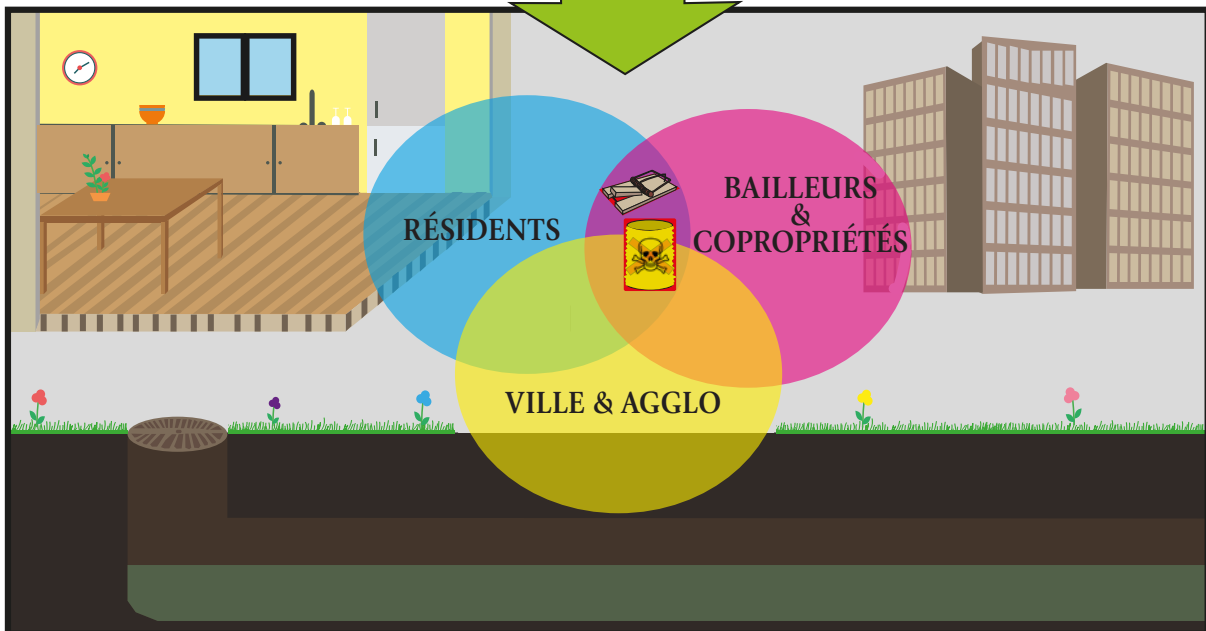 RÉSIDENTS
BAILLEURS
&
COPROPRIÉTÉS
VILLE & AGGLO